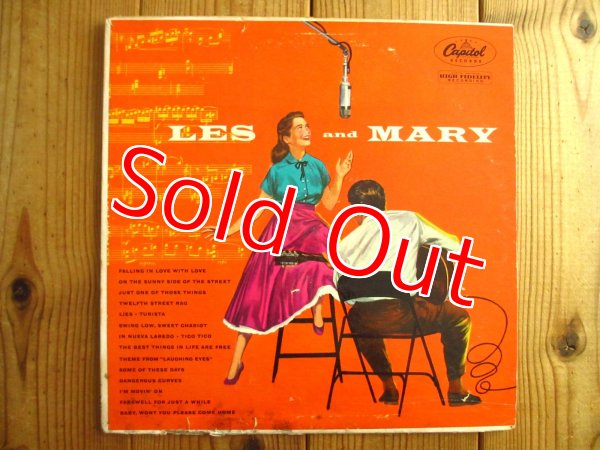 Capitol
RECORDS
HIGH FIDELITY
RECORDING
LES and MARY
Sold Out
FALLING IN LOVE WITH LOVE
ON THE SUNNY SIDE OF THE STREET
JUST ONE OF THOSE THINGS
TWELFTH STREET RAG
LIES • TURISTA
SWING LOW, SWEET CHARIOT
IN NUEVA LAREDO • TICO TICO
THE BEST THINGS IN LIFE ARE FREE
THEME FROM "LAUGHING EYES"
SOME OF THESE DAYS
DANGEROUS CURVES
I'M MOVIN' ON
FAREWELL FOR JUST A WHILE
BABY, WONT YOU PLEASE COME HOME